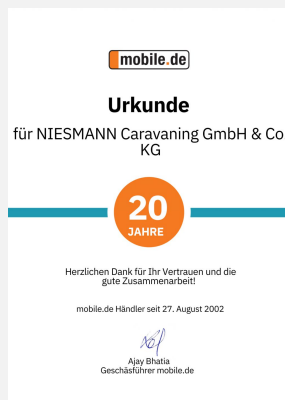 mobile.de
Urkunde
für NIESMANN Caravaning GmbH & Co
KG
20
JAHRE
Herzlichen Dank für Ihr Vertrauen und die
gute Zusammenarbeit!
mobile.de Händler seit 27. August 2002
Ajay Bhatia
Geschäsführer mobile.de